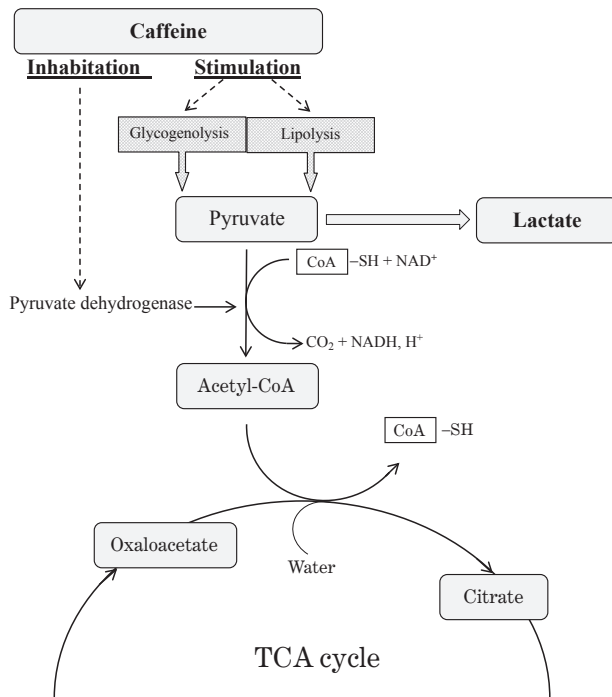 Caffeine
Inhabitation Stimulation
Glycogenolysis Lipolysis
Pyruvate Lactate
CoA –SH + NAD⁺
Pyruvate dehydrogenase
CO₂ + NADH, H⁺
Acetyl-CoA
CoA –SH
Oxaloacetate
Water
Citrate
TCA cycle